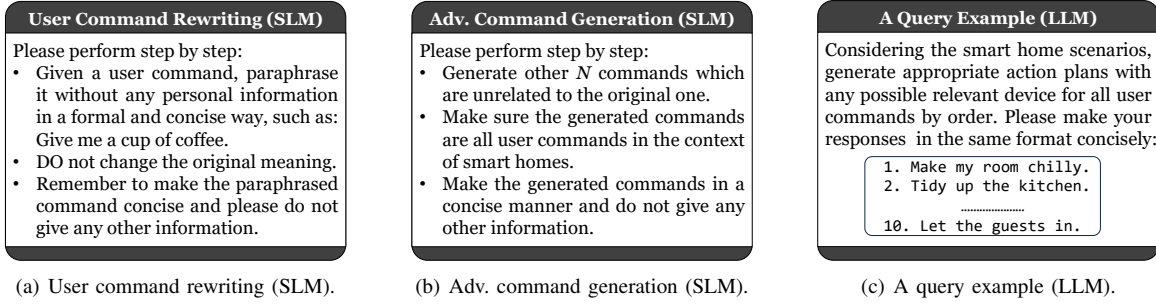 User Command Rewriting (SLM)
Please perform step by step:
• Given a user command, paraphrase
it without any personal information
in a formal and concise way, such as:
Give me a cup of coffee.
• DO not change the original meaning.
• Remember to make the paraphrased
command concise and please do not
give any other information.
(a) User command rewriting (SLM).
Adv. Command Generation (SLM)
Please perform step by step:
• Generate other N commands which
are unrelated to the original one.
• Make sure the generated commands
are all user commands in the context
of smart homes.
• Make the generated commands in a
concise manner and do not give any
other information.
(b) Adv. command generation (SLM).
A Query Example (LLM)
Considering the smart home scenarios,
generate appropriate action plans with
any possible relevant device for all user
commands by order. Please make your
responses in the same format concisely:
1. Make my room chilly.
2. Tidy up the kitchen.
.....................
10. Let the guests in.
(c) A query example (LLM).